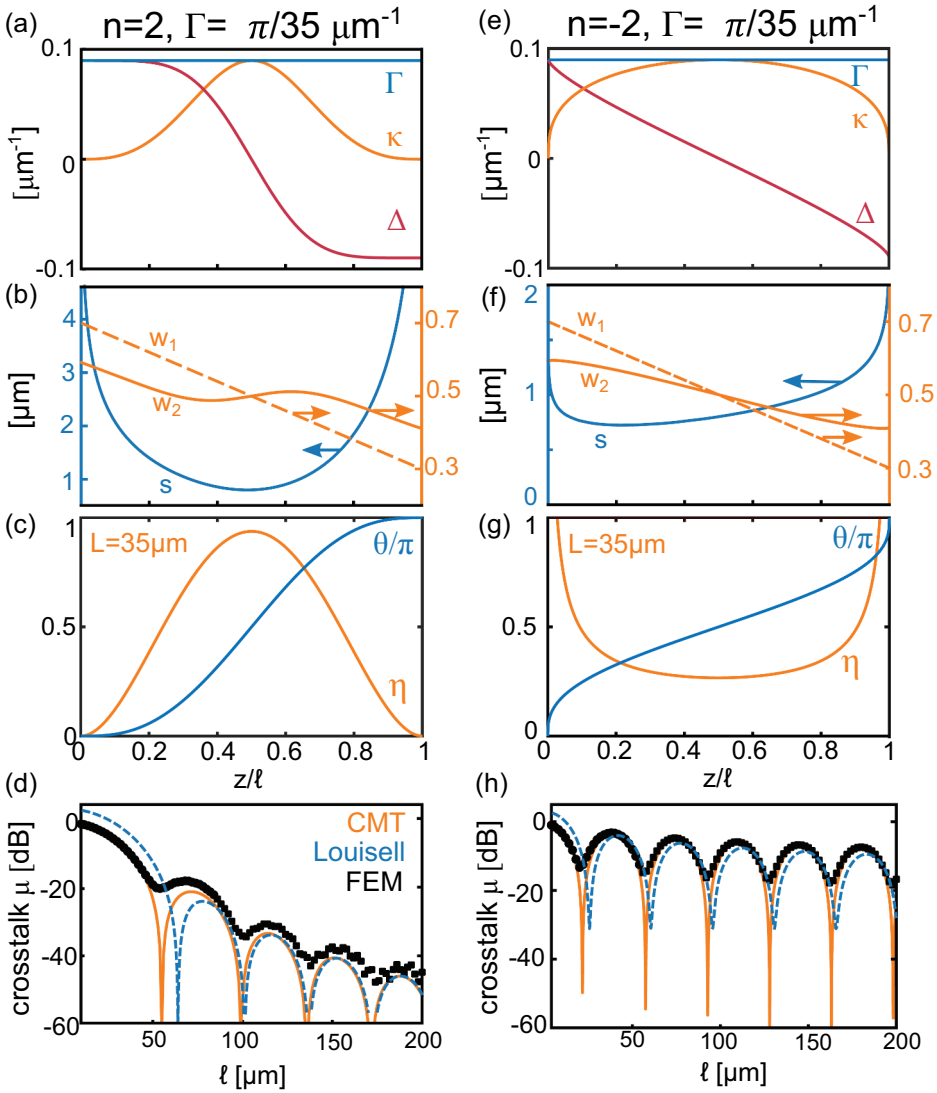 (a) n=2, Γ= π/35 μm⁻¹
0.1
0
-0.1
[μm⁻¹]
Γ
κ
Δ
(b)
4
3
2
1
[μm]
w₁
w₂
s
0.7
0.5
0.3
(c)
1
0.5
0
L=35μm
θ/π
η
0 0.2 0.4 0.6 0.8 1
z/ℓ
(d)
0
-20
-40
-60
crosstalk μ [dB]
CMT
Louisell
FEM
50 100 150 200
ℓ [μm]
(e) n=-2, Γ= π/35 μm⁻¹
0.1
0
-0.1
[μm⁻¹]
Γ
κ
Δ
(f)
2
1
0
[μm]
w₁
w₂
s
0.7
0.5
0.3
(g)
1
0.5
0
L=35μm
θ/π
η
0 0.2 0.4 0.6 0.8 1
z/ℓ
(h)
0
-20
-40
-60
crosstalk μ [dB]
50 100 150 200
ℓ [μm]